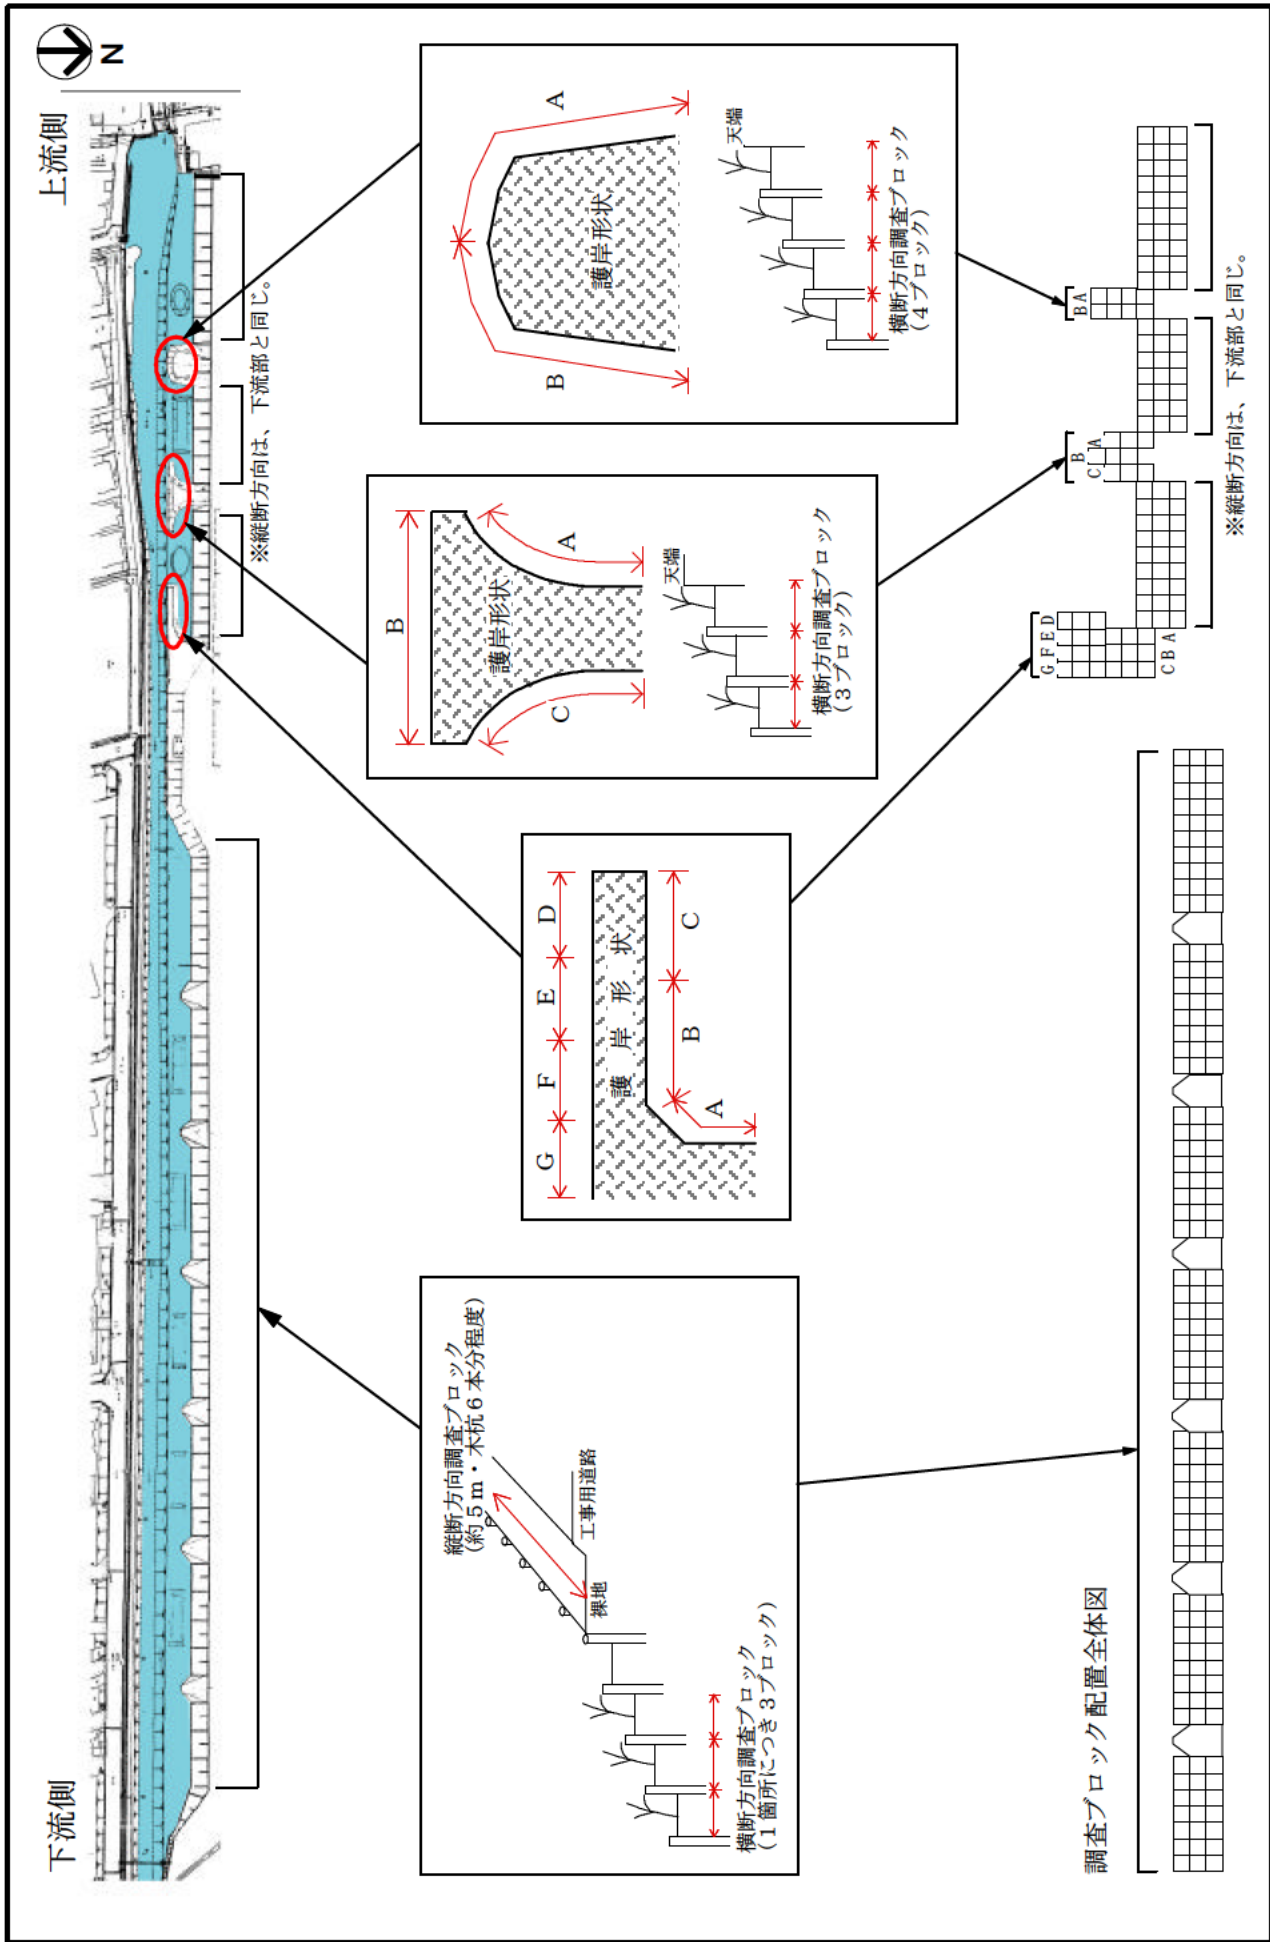 下流側
上流側
N
※縦断方向は、下流部と同じ。
縦断方向調査ブロック
(約5m・木杭6本分程度)
工事用道路
裸地
横断方向調査ブロック
(1箇所につき3ブロック)
G
F
E
D
護岸形状
A
B
C
B
護岸形状
C
A
天端
横断方向調査ブロック
(3ブロック)
B
A
護岸形状
天端
横断方向調査ブロック
(4ブロック)
調査ブロック配置全体図
G F E D
C B A
C
B
A
B A
※縦断方向は、下流部と同じ。